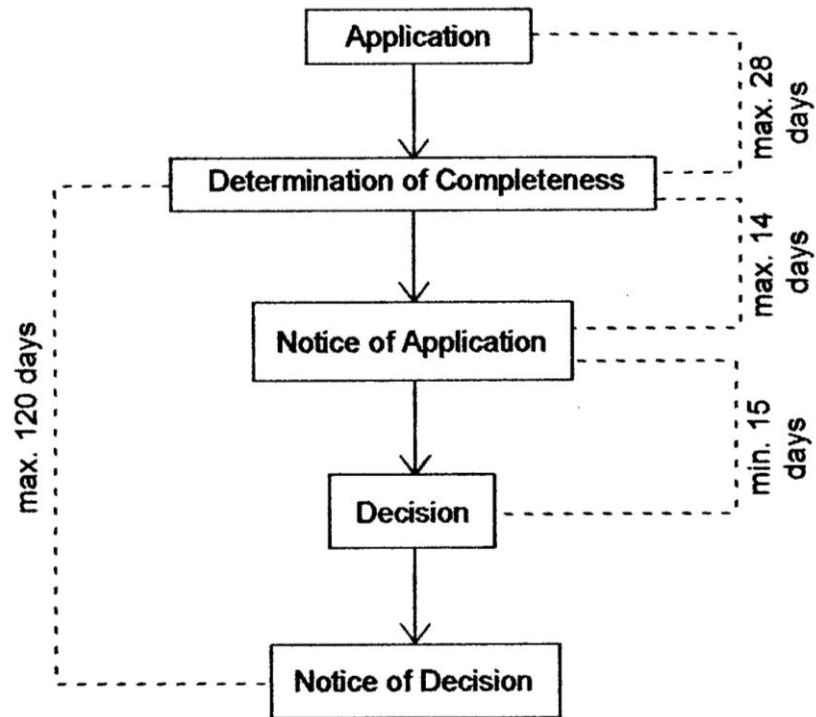 Application
max. 28
days
Determination of Completeness
max. 14
days
Notice of Application
max. 120 days
min. 15
days
Decision
Notice of Decision